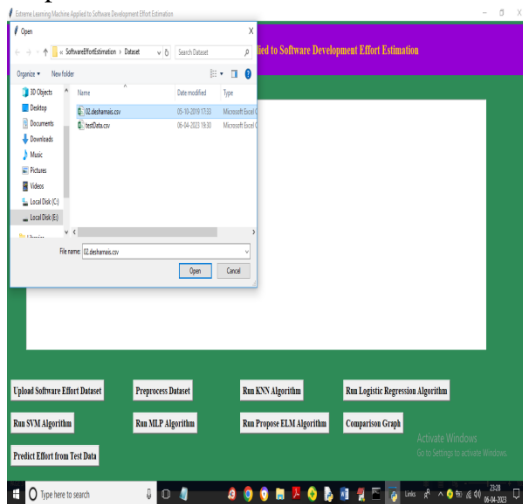 Extreme Learning Machine Applied to Software Development Effort Estimation
Open
« SoftwareEffortEstimation > Dataset
Search Dataset
lied to Software Development Effort Estimation
Organize
New folder
3D Objects
Desktop
Documents
Downloads
Music
Pictures
Videos
Local Disk (C:)
Local Disk (E:)
Name
Date modified
Type
02.desharnais.csv
05-10-2019 17:33
Microsoft Excel C
testData.csv
06-04-2023 19:30
Microsoft Excel C
File name:
02.desharnais.csv
Open
Cancel
Upload Software Effort Dataset
Preprocess Dataset
Run KNN Algorithm
Run Logistic Regression Algorithm
Run SVM Algorithm
Run MLP Algorithm
Run Propose ELM Algorithm
Comparison Graph
Predict Effort from Test Data
Activate Windows
Go to Settings to activate Windows.
Type here to search
Links
23:28
06-04-2023